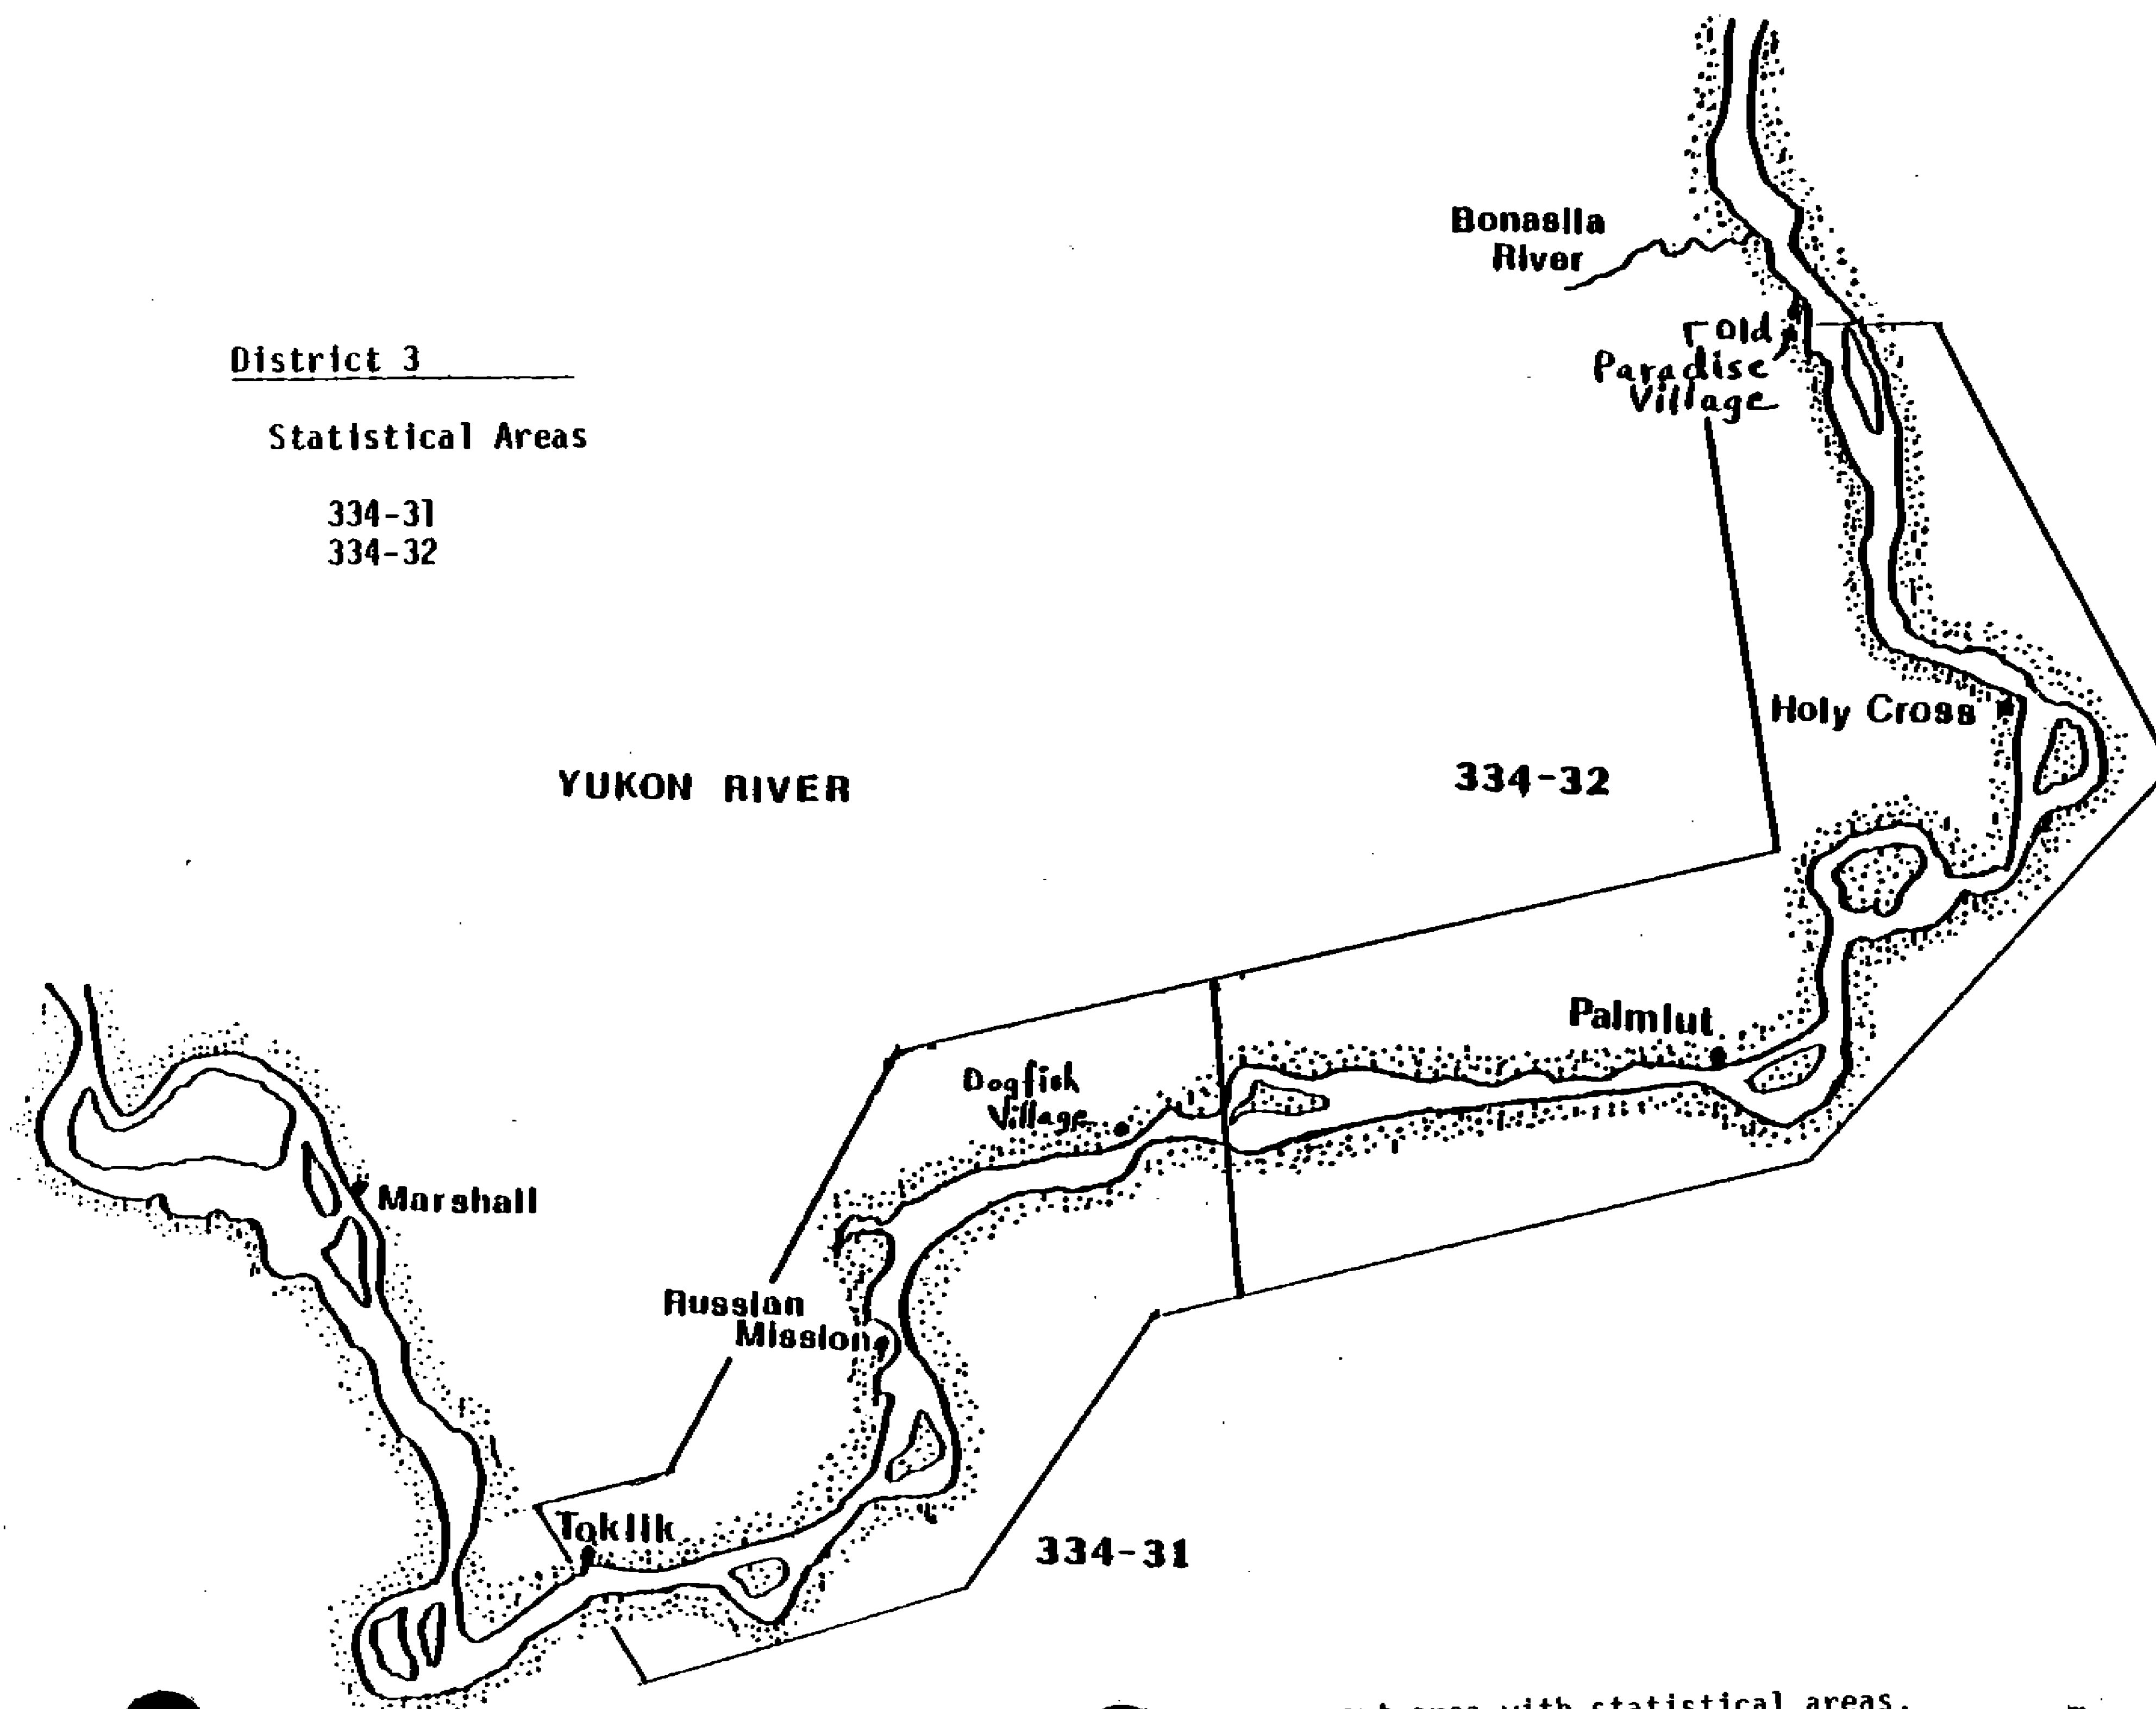 Bonasila
River
Old
Paradise
Village
District 3
Statistical Areas
334-31
334-32
Holy Cross
YUKON RIVER
334-32
Paimiut
Dogfish
Village
Marshall
Russian
Mission
Toklik
334-31
area with statistical areas.